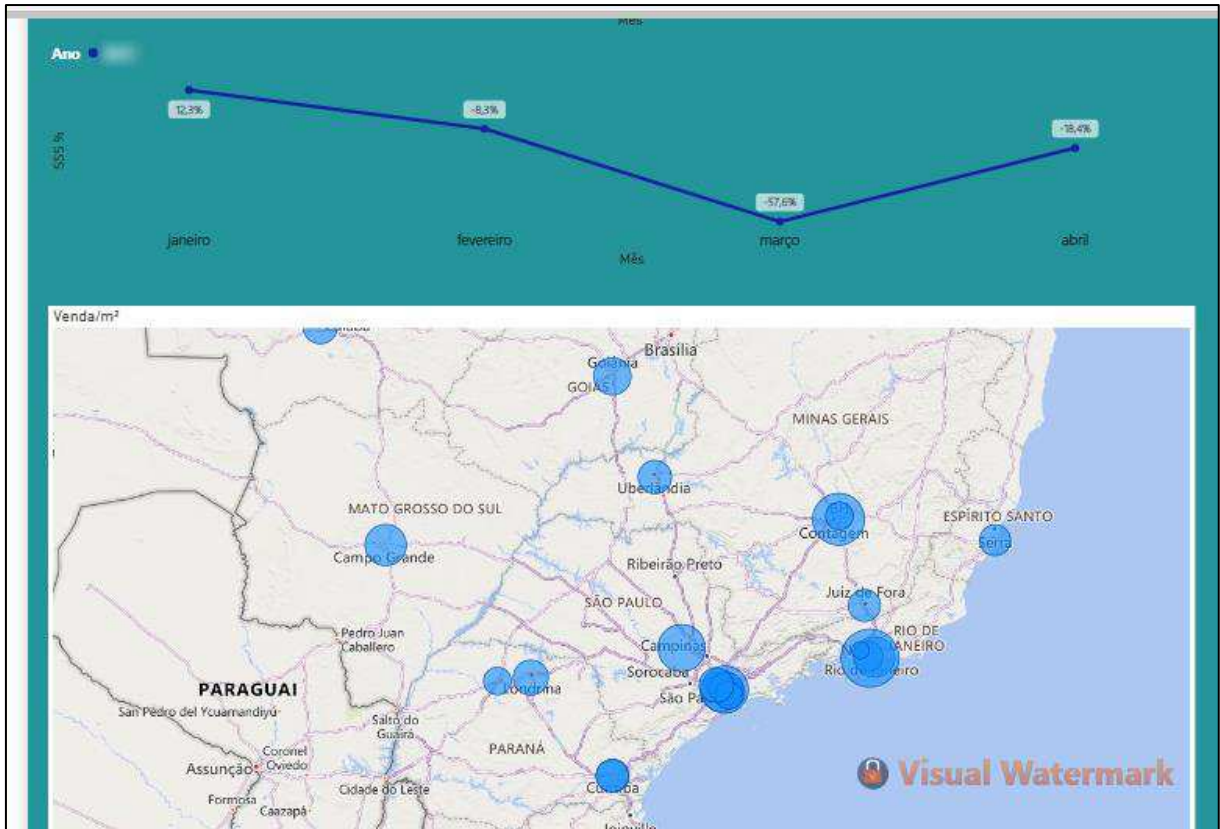 Mês
Ano
12,3%
-8,3%
-57,6%
-18,4%
SSS %
janeiro
fevereiro
março
abril
Mês
Venda/m²
Brasília
Goiânia
GOIÁS
MINAS GERAIS
Uberlândia
MATO GROSSO DO SUL
ESPÍRITO SANTO
BH
Contagem
Serra
Campo Grande
Ribeirão Preto
SÃO PAULO
Juiz de Fora
RIO DE
JANEIRO
Pedro Juan
Caballero
Campinas
Sorocaba
Rio de Janeiro
PARAGUAI
Londrina
São Pa
San Pedro del Ycuamandiyú
Salto do
Guairá
PARANÁ
Coronel
Oviedo
Assunção
Cidade do Leste
Curitiba
Formosa
Caazapá
Joinville
Visual Watermark